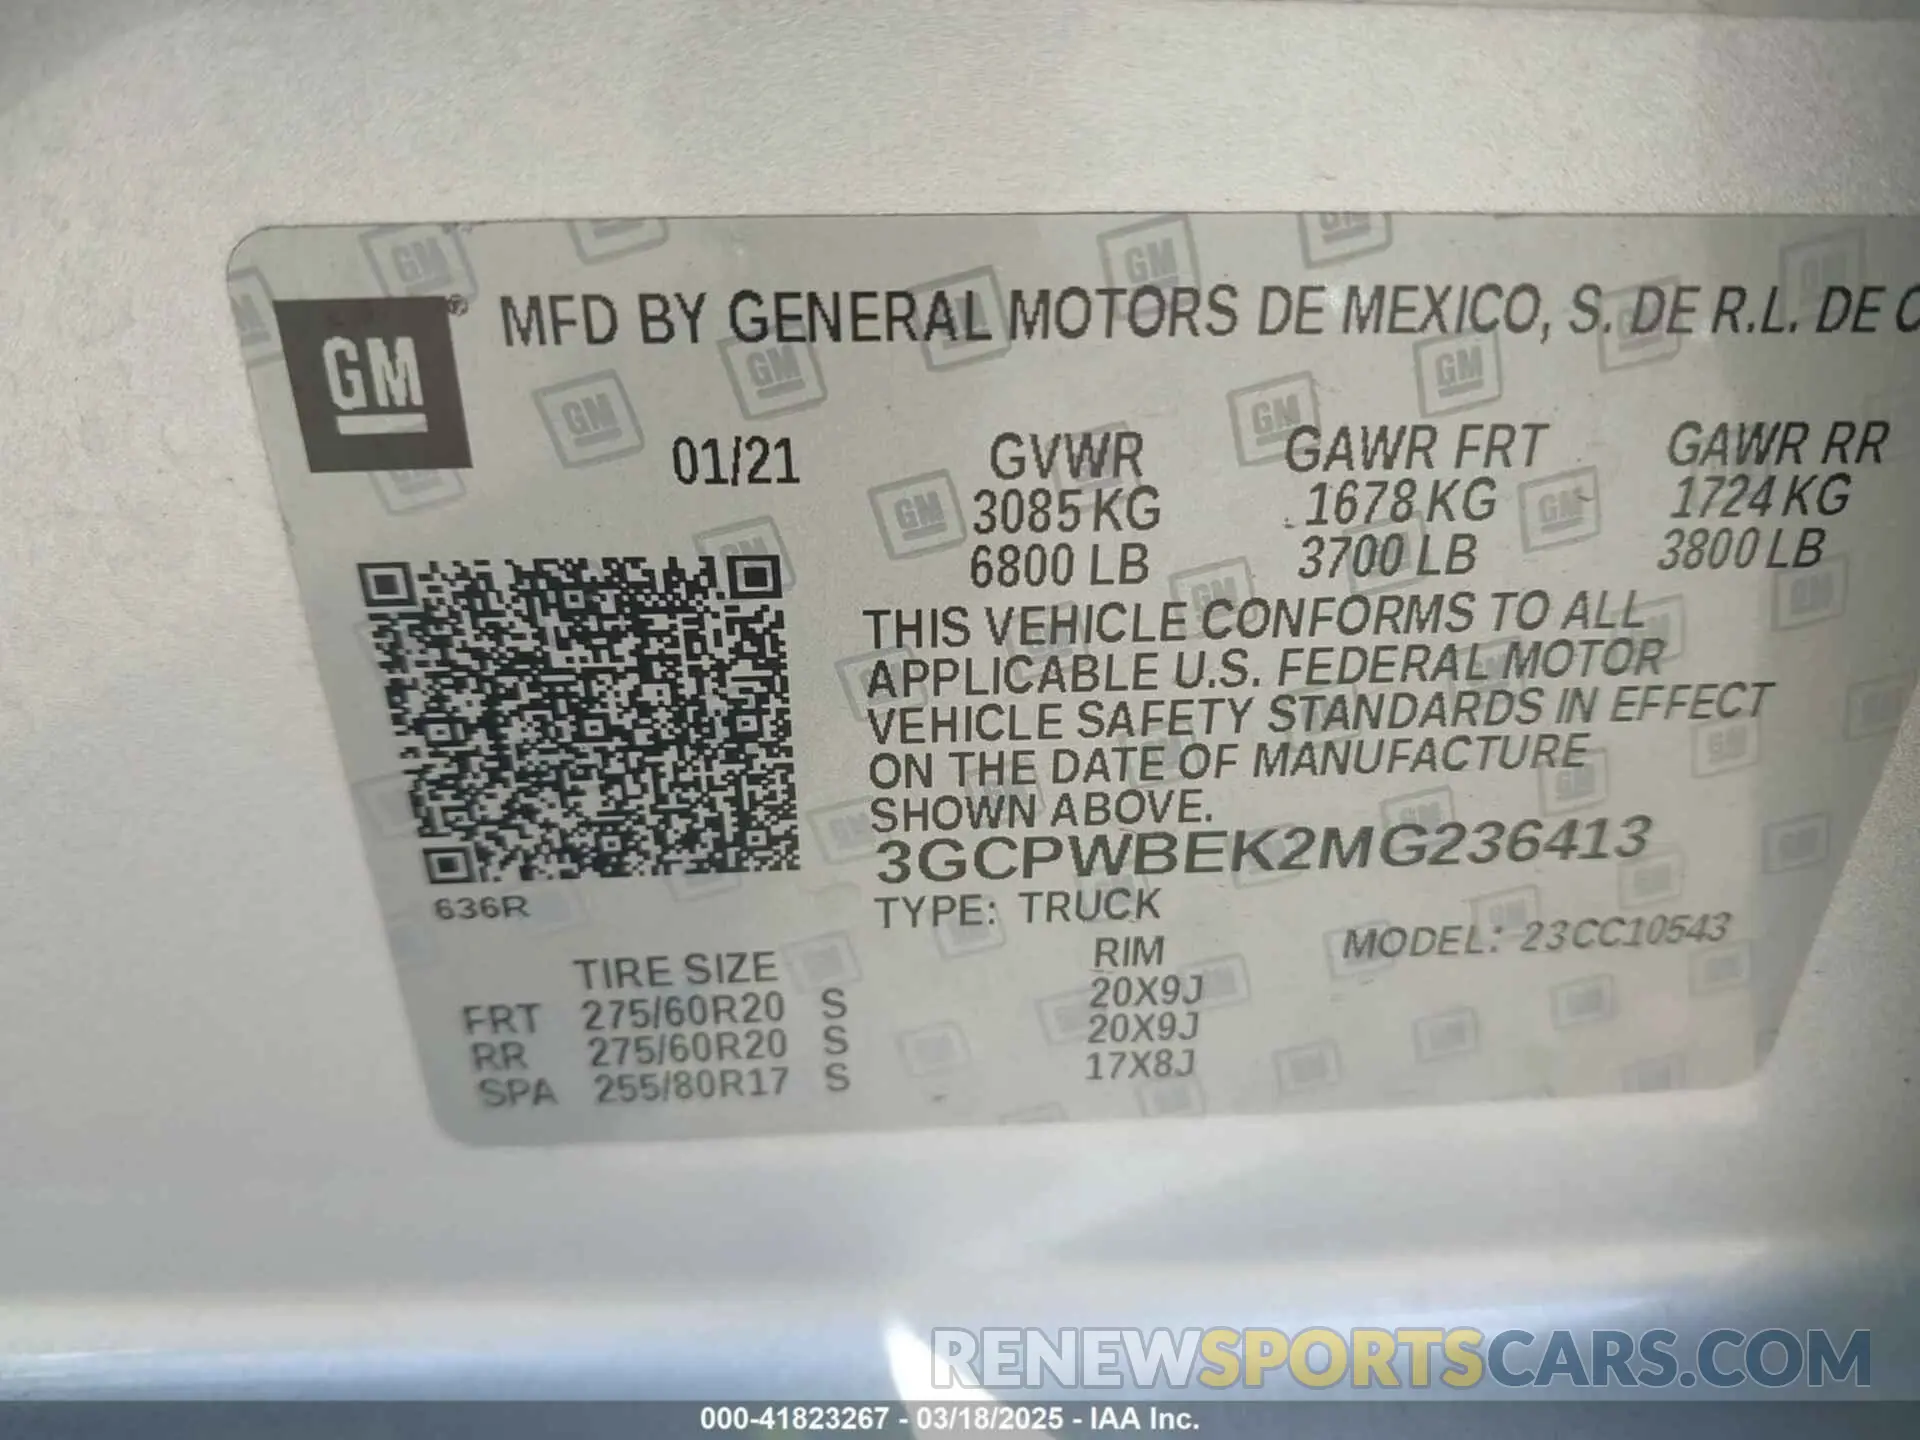 GM® MFD BY GENERAL MOTORS DE MEXICO, S. DE R.L. DE C
01/21 GVWR GAWR FRT GAWR RR
3085 KG 1678 KG 1724 KG
6800 LB 3700 LB 3800 LB
THIS VEHICLE CONFORMS TO ALL
APPLICABLE U.S. FEDERAL MOTOR
VEHICLE SAFETY STANDARDS IN EFFECT
ON THE DATE OF MANUFACTURE
SHOWN ABOVE.
3GCPWBEK2MG236413
636R TYPE: TRUCK
MODEL: 23CC10543
TIRE SIZE RIM
FRT 275/60R20 S 20X9J
RR 275/60R20 S 20X9J
SPA 255/80R17 S 17X8J
RENEWSPORTSCARS.COM
000-41823267 - 03/18/2025 - IAA Inc.